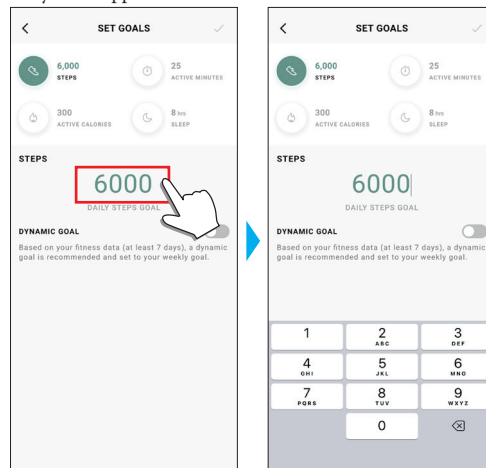 SET GOALS
6,000
STEPS
25
ACTIVE MINUTES
300
ACTIVE CALORIES
8 hrs
SLEEP
STEPS
6000
DAILY STEPS GOAL
DYNAMIC GOAL
Based on your fitness data (at least 7 days), a dynamic
goal is recommended and set to your weekly goal.
SET GOALS
6,000
STEPS
25
ACTIVE MINUTES
300
ACTIVE CALORIES
8 hrs
SLEEP
STEPS
6000
DAILY STEPS GOAL
DYNAMIC GOAL
Based on your fitness data (at least 7 days), a dynamic
goal is recommended and set to your weekly goal.
1 2 3
ABC DEF
4 5 6
GHI JKL MNO
7 8 9
PQRS TUV WXYZ
0